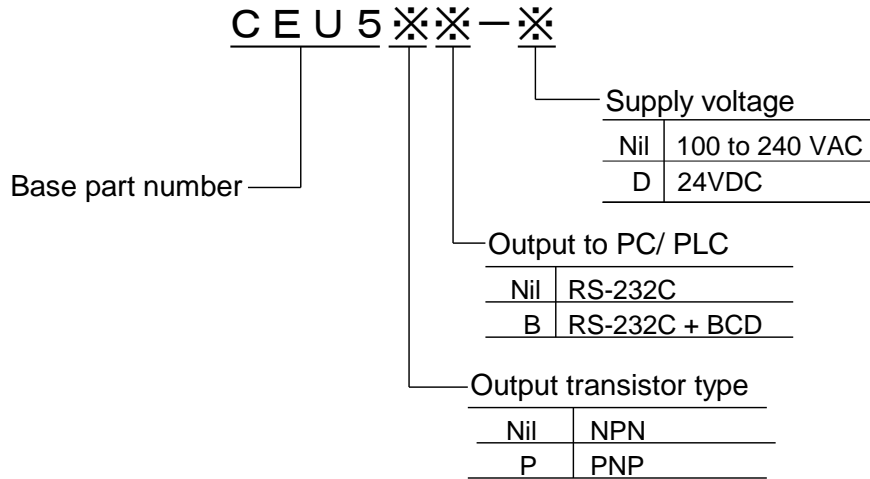 ＣＥＵ５※※－※
Supply voltage
Nil 100 to 240 VAC
D 24VDC
Base part number
Output to PC/ PLC
Nil RS-232C
B RS-232C + BCD
Output transistor type
Nil NPN
P PNP